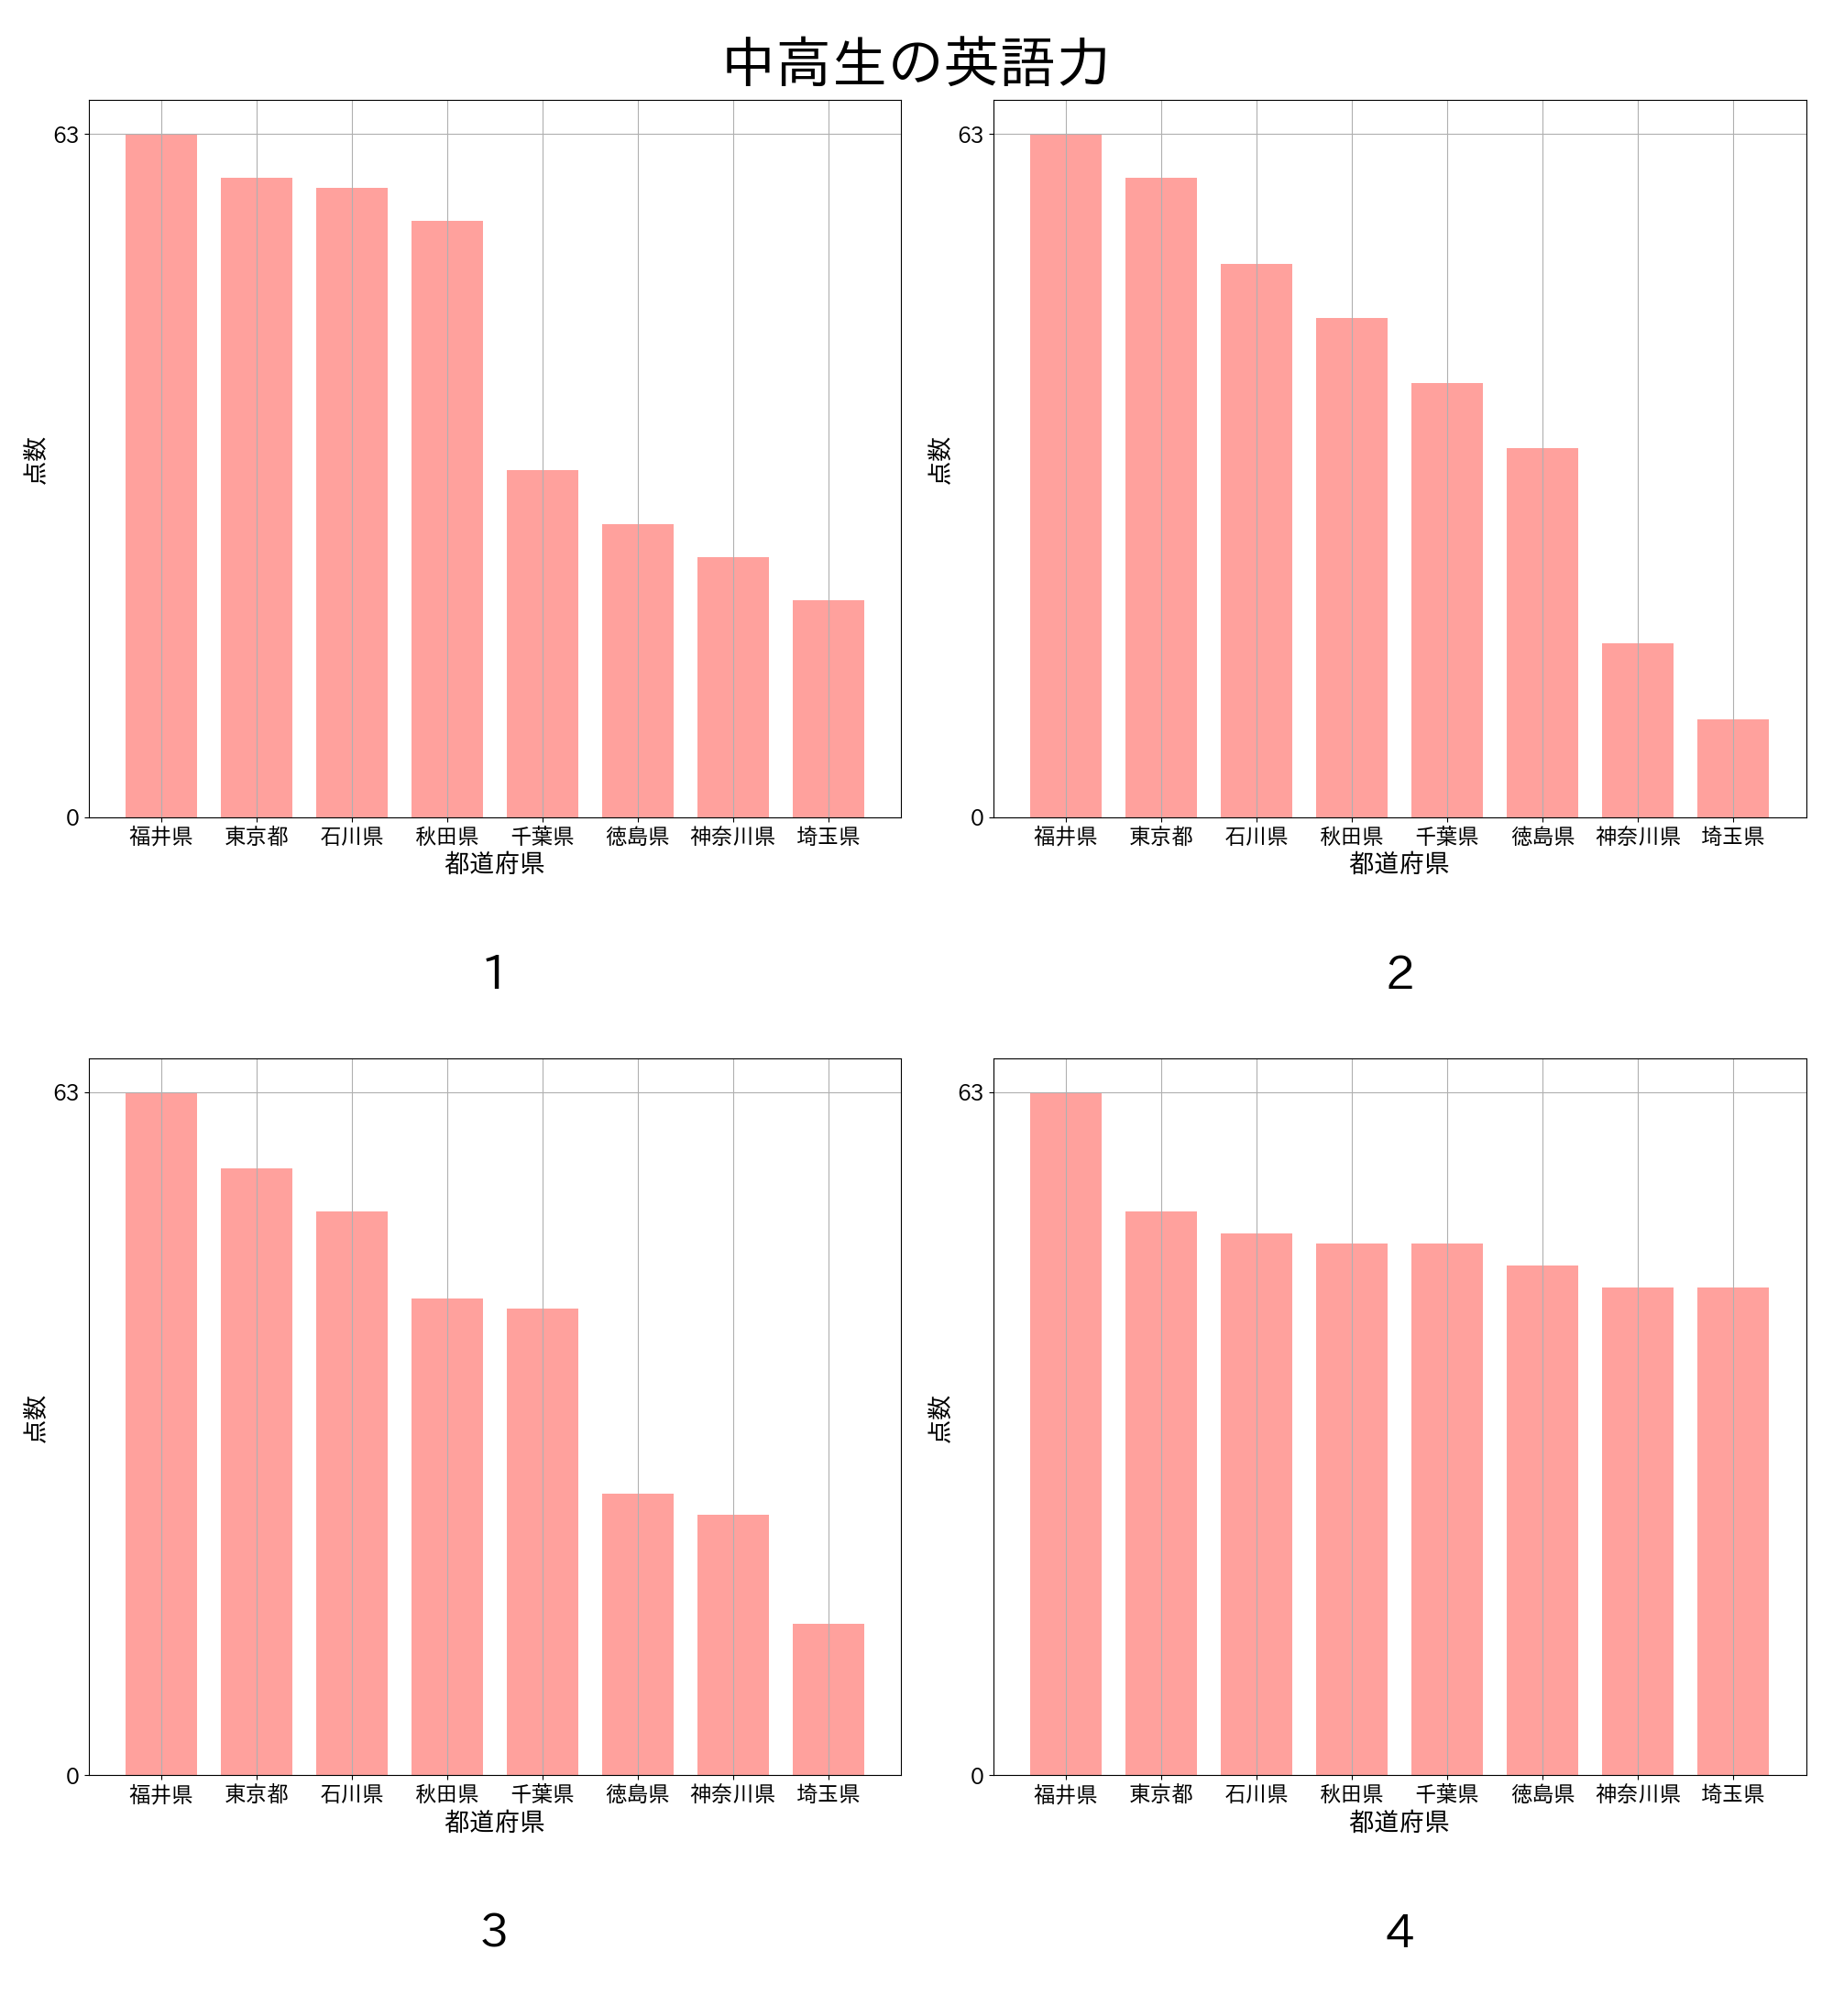 中高生の英語力
63
0
点数
福井県 東京都 石川県 秋田県 千葉県 徳島県 神奈川県 埼玉県
都道府県
1
63
0
点数
福井県 東京都 石川県 秋田県 千葉県 徳島県 神奈川県 埼玉県
都道府県
2
63
0
点数
福井県 東京都 石川県 秋田県 千葉県 徳島県 神奈川県 埼玉県
都道府県
3
63
0
点数
福井県 東京都 石川県 秋田県 千葉県 徳島県 神奈川県 埼玉県
都道府県
4